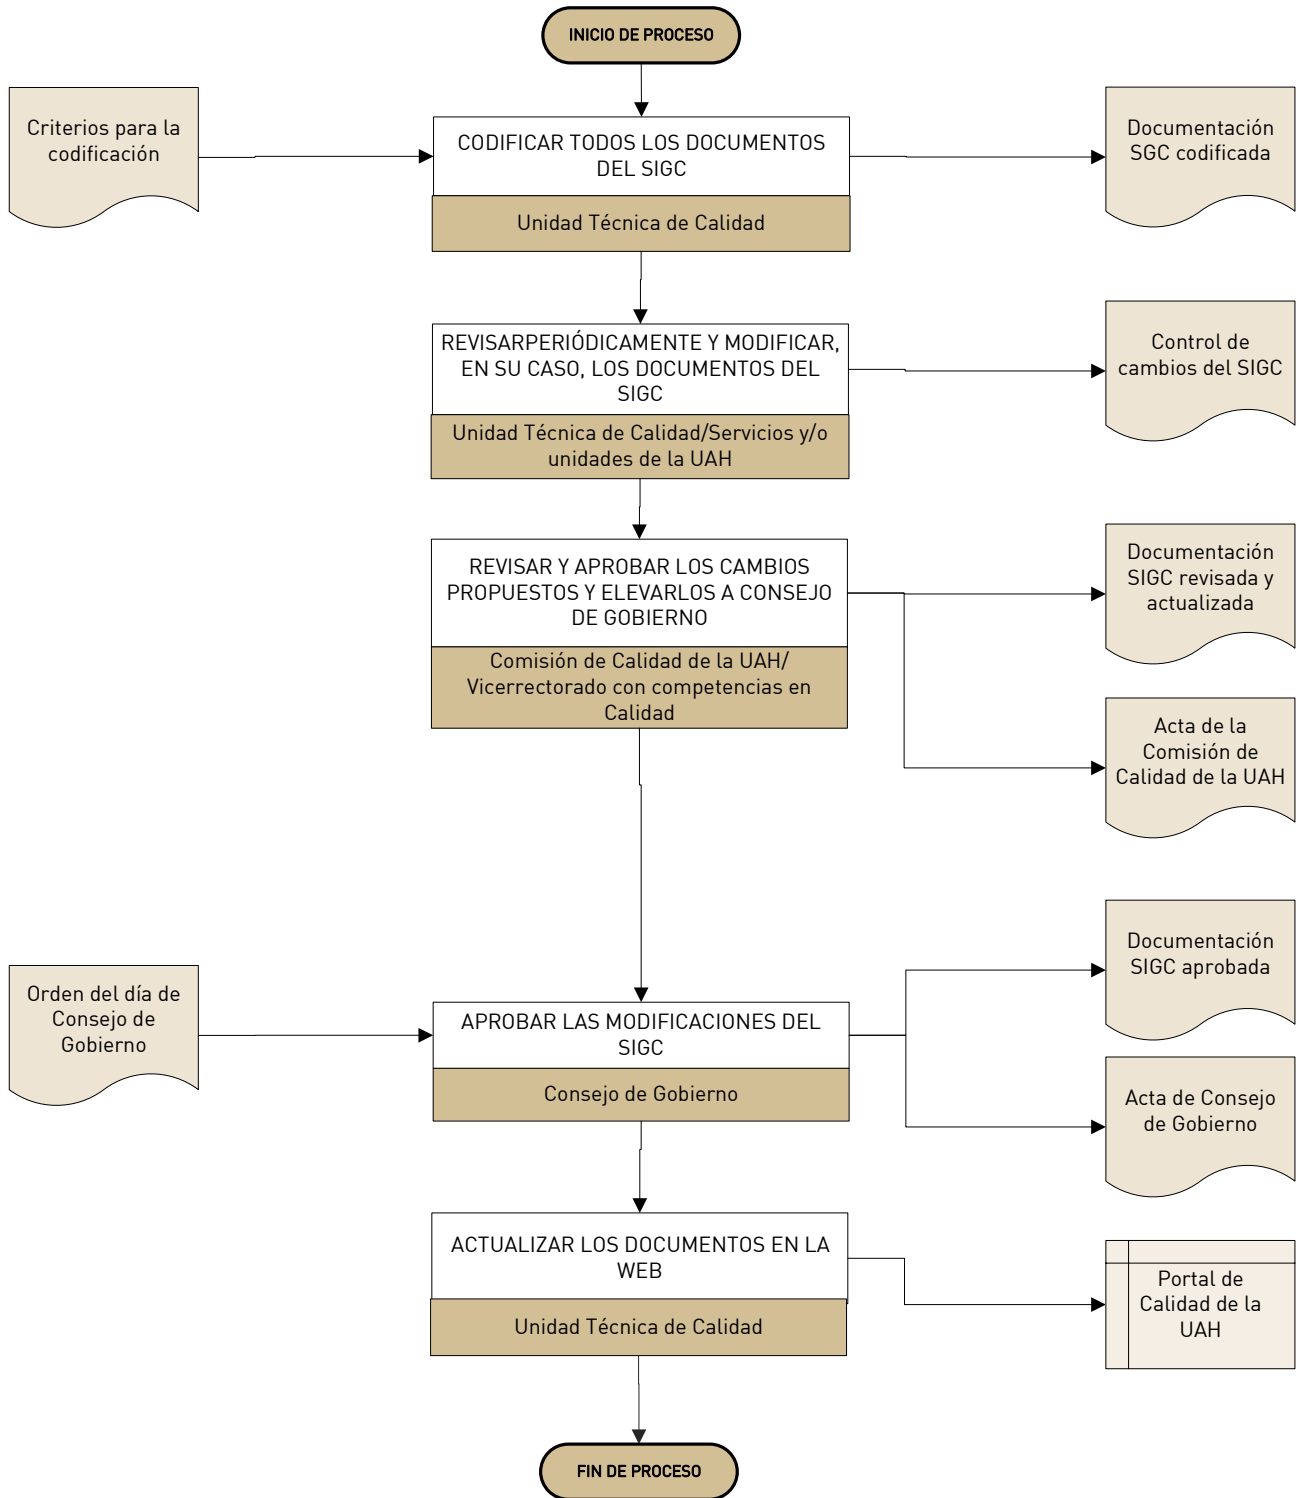 INICIO DE PROCESO
Criterios para la
codificación
CODIFICAR TODOS LOS DOCUMENTOS
DEL SIGC
Unidad Técnica de Calidad
Documentación
SGC codificada
REVISARPERIÓDICAMENTE Y MODIFICAR,
EN SU CASO, LOS DOCUMENTOS DEL
SIGC
Unidad Técnica de Calidad/Servicios y/o
unidades de la UAH
Control de
cambios del SIGC
REVISAR Y APROBAR LOS CAMBIOS
PROPUESTOS Y ELEVARLOS A CONSEJO
DE GOBIERNO
Comisión de Calidad de la UAH/
Vicerrectorado con competencias en
Calidad
Documentación
SIGC revisada y
actualizada
Acta de la
Comisión de
Calidad de la UAH
Orden del día de
Consejo de
Gobierno
APROBAR LAS MODIFICACIONES DEL
SIGC
Consejo de Gobierno
Documentación
SIGC aprobada
Acta de Consejo
de Gobierno
ACTUALIZAR LOS DOCUMENTOS EN LA
WEB
Unidad Técnica de Calidad
Portal de
Calidad de la
UAH
FIN DE PROCESO